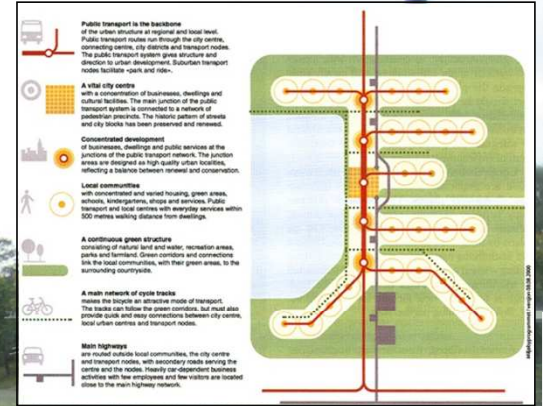 Public transport is the backbone
of the urban structure at regional and local level.
Public transport routes run through the city centre,
connecting centre, city districts and transport nodes.
The public transport system gives structure and
direction to urban development. Suburban transport
nodes facilitate «park and ride».
A vital city centre
with a concentration of businesses, dwellings and
cultural facilities. The main junction of the public
transport system is connected to a network of
pedestrian precincts. The historic pattern of streets
and city blocks has been preserved and renewed.
Concentrated development
of businesses, dwellings and public services at the
junctions of the public transport network. The junction
areas are designed as high quality urban localities,
reflecting a balance between renewal and conservation.
Local communities
with concentrated and varied housing, green areas,
schools, kindergartens, shops and services. Public
transport and local centres with everyday services within
500 metres walking distance from dwellings.
A continuous green structure
consisting of natural land and water, recreation areas,
parks and farmland. Green corridors and connections
link the local communities, with their green areas, to the
surrounding countryside.
A main network of cycle tracks
makes the bicycle an attractive mode of transport.
The tracks can follow the green corridors, but must also
provide quick and easy connections between city centre,
local urban centres and transport nodes.
Main highways
are routed outside local communities, the city centre
and transport nodes, with secondary roads serving the
centre and the nodes. Heavily car-dependent business
activities with few employees and few visitors are located
close to the main highway network.